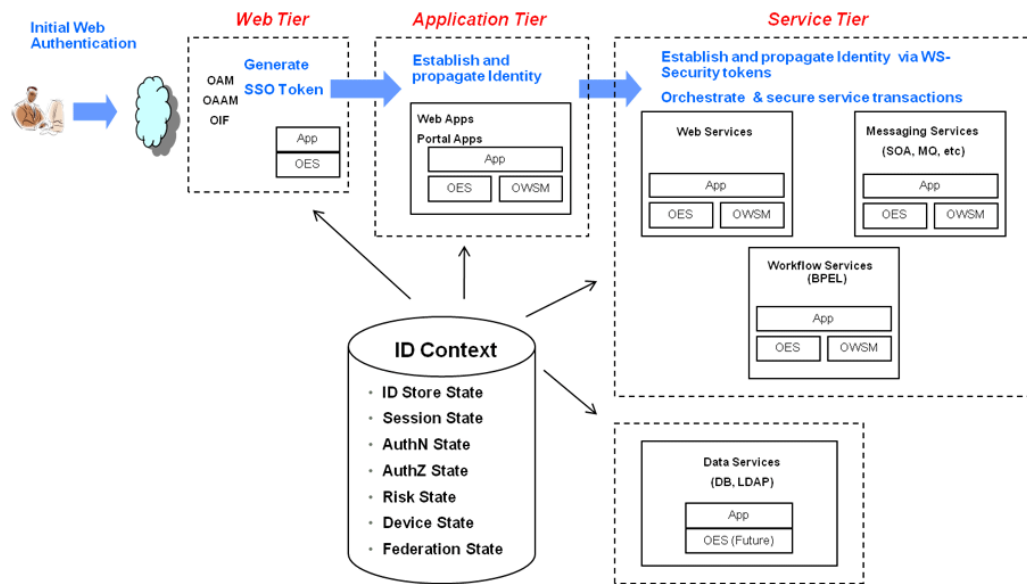 Web Tier
Application Tier
Service Tier
Initial Web
Authentication
OAM
OAAM
OIF
Generate
SSO Token
App
OES
Establish and
propagate Identity
Web Apps
Portal Apps
App
OES
OWSM
Establish and propagate Identity via WS-
Security tokens
Orchestrate & secure service transactions
Web Services
App
OES
OWSM
Messaging Services
(SOA, MQ, etc)
App
OES
OWSM
Workflow Services
(BPEL)
App
OES
OWSM
ID Context
• ID Store State
• Session State
• AuthN State
• AuthZ State
• Risk State
• Device State
• Federation State
Data Services
(DB, LDAP)
App
OES (Future)